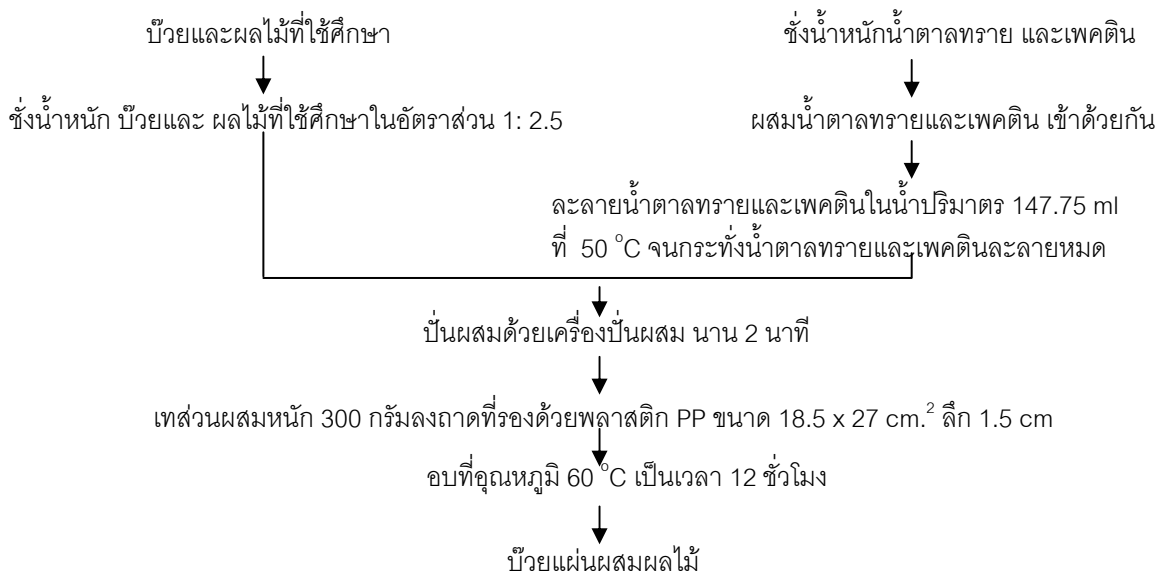 บ๊วยและผลไม้ที่ใช้ศึกษา
ชั่งน้ำหนักน้ำตาลทราย และเพคติน
ชั่งน้ำหนัก บ๊วยและ ผลไม้ที่ใช้ศึกษาในอัตราส่วน 1: 2.5
ผสมน้ำตาลทรายและเพคติน เข้าด้วยกัน
ละลายน้ำตาลทรายและเพคตินในน้ำปริมาตร 147.75 ml
ที่ 50 °C จนกระทั่งน้ำตาลทรายและเพคตินละลายหมด
ปั่นผสมด้วยเครื่องปั่นผสม นาน 2 นาที
เทส่วนผสมหนัก 300 กรัมลงถาดที่รองด้วยพลาสติก PP ขนาด 18.5 x 27 cm.² ลึก 1.5 cm
อบที่อุณหภูมิ 60 °C เป็นเวลา 12 ชั่วโมง
บ๊วยแผ่นผสมผลไม้